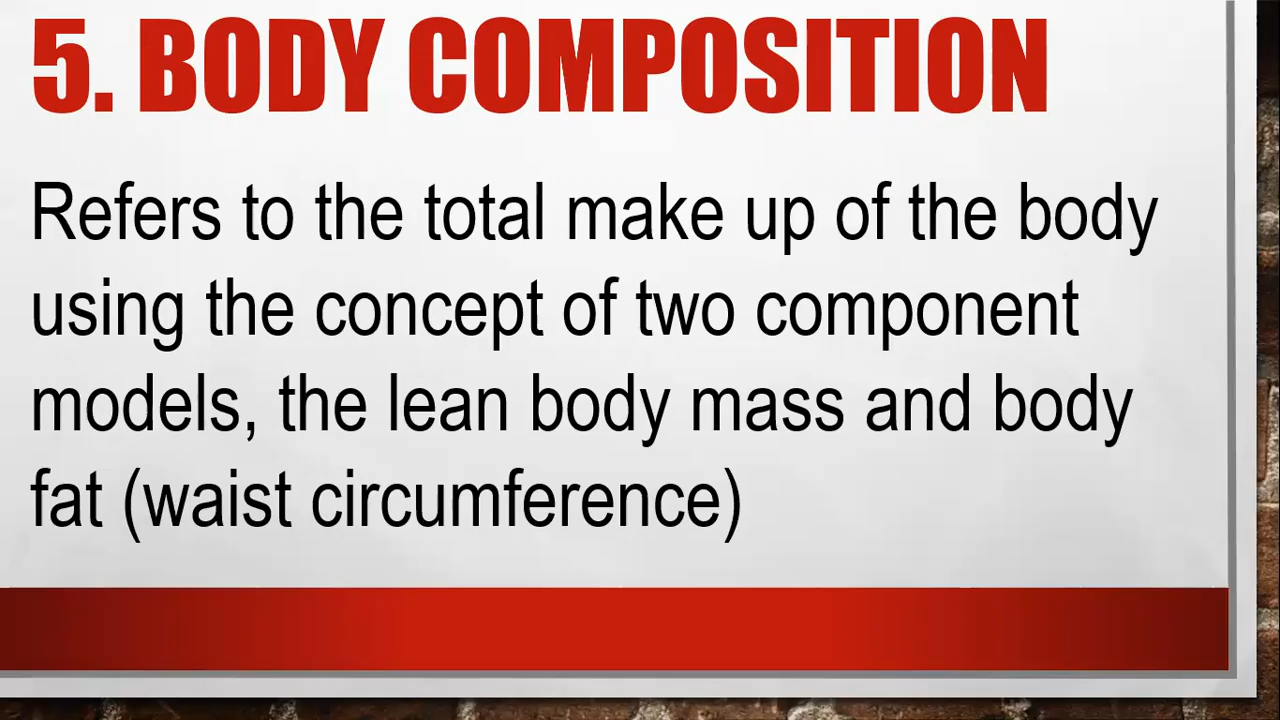 5. BODY COMPOSITION
Refers to the total make up of the body
using the concept of two component
models, the lean body mass and body
fat (waist circumference)